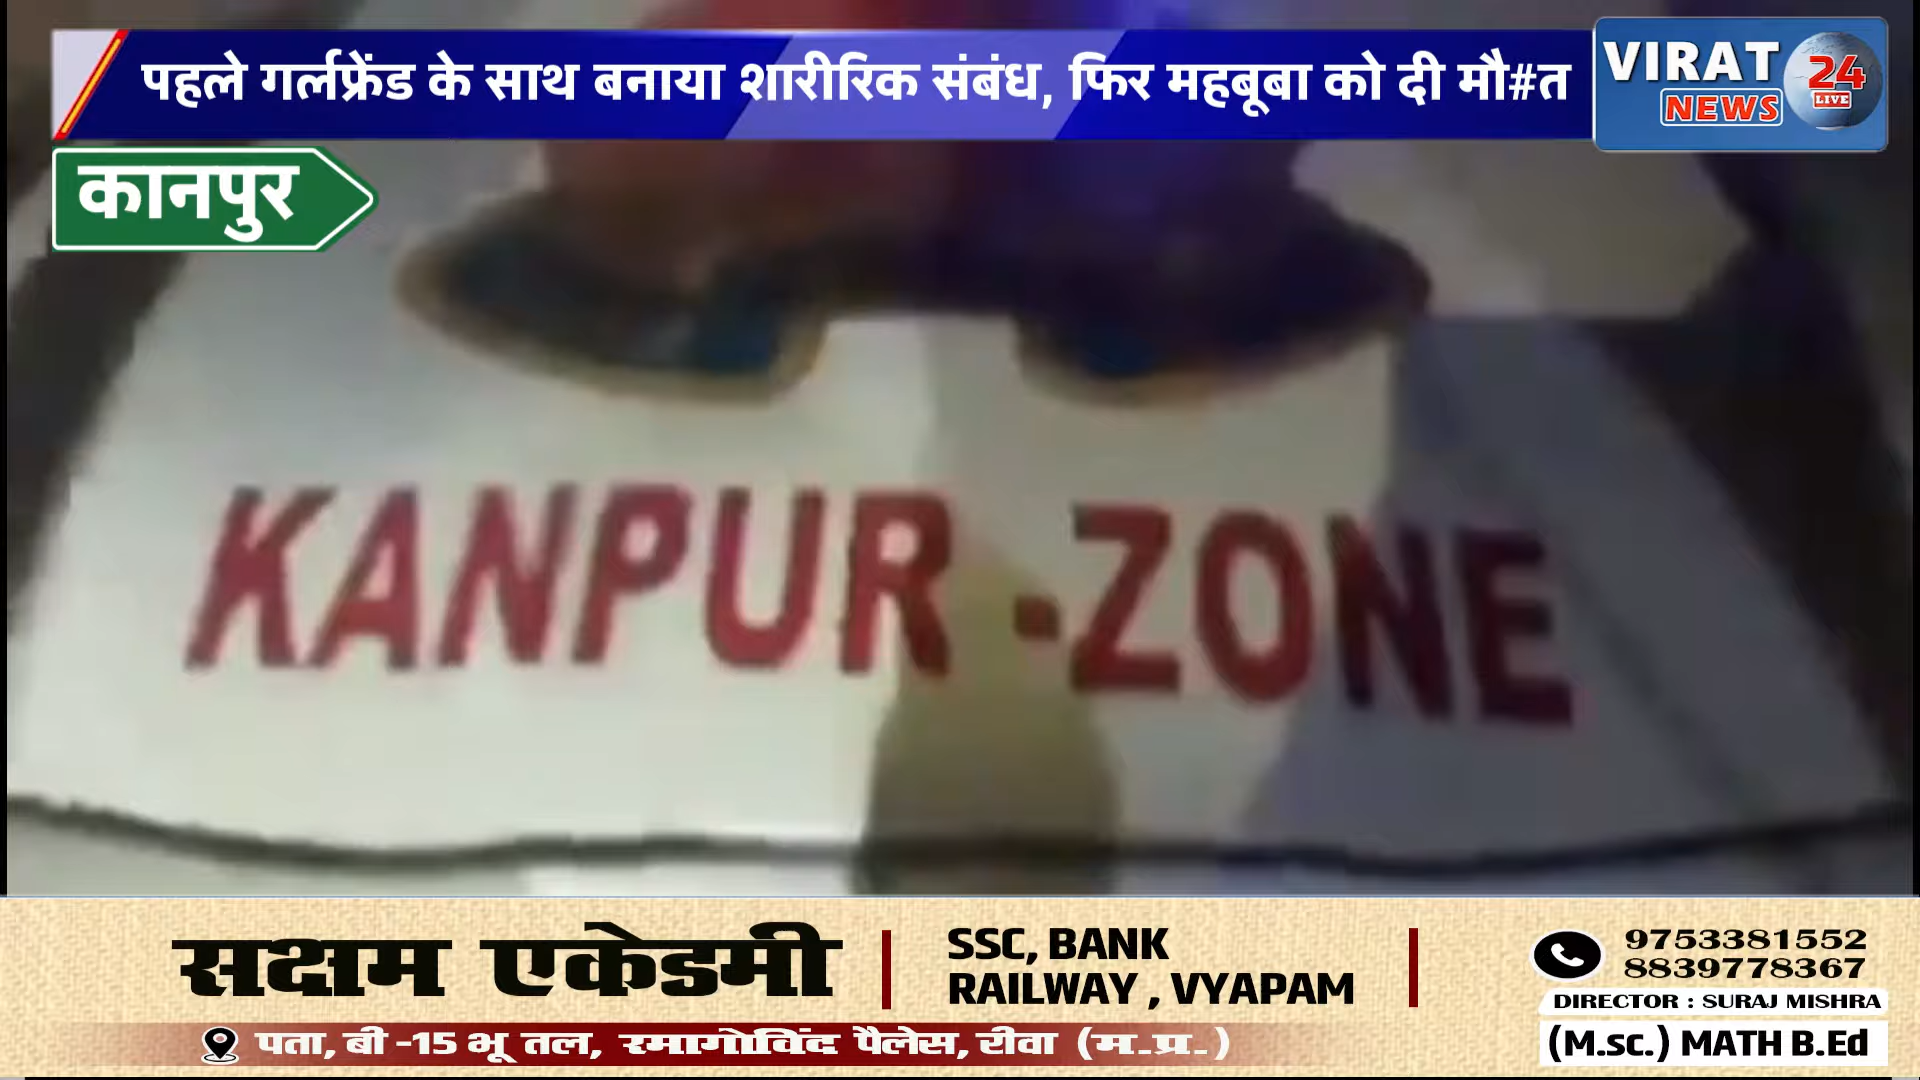 पहले गर्लफ्रेंड के साथ बनाया शारीरिक संबंध, फिर महबूबा को दी मौ#त
VIRAT
NEWS
24
LIVE
कानपुर
KANPUR-ZONE
सक्षम एकेडमी
SSC, BANK
RAILWAY , VYAPAM
9753381552
8839778367
DIRECTOR : SURAJ MISHRA
(M.sc.) MATH B.Ed
पता, बी -15 भू तल, रमागोविंद पैलेस, रीवा (म.प्र.)